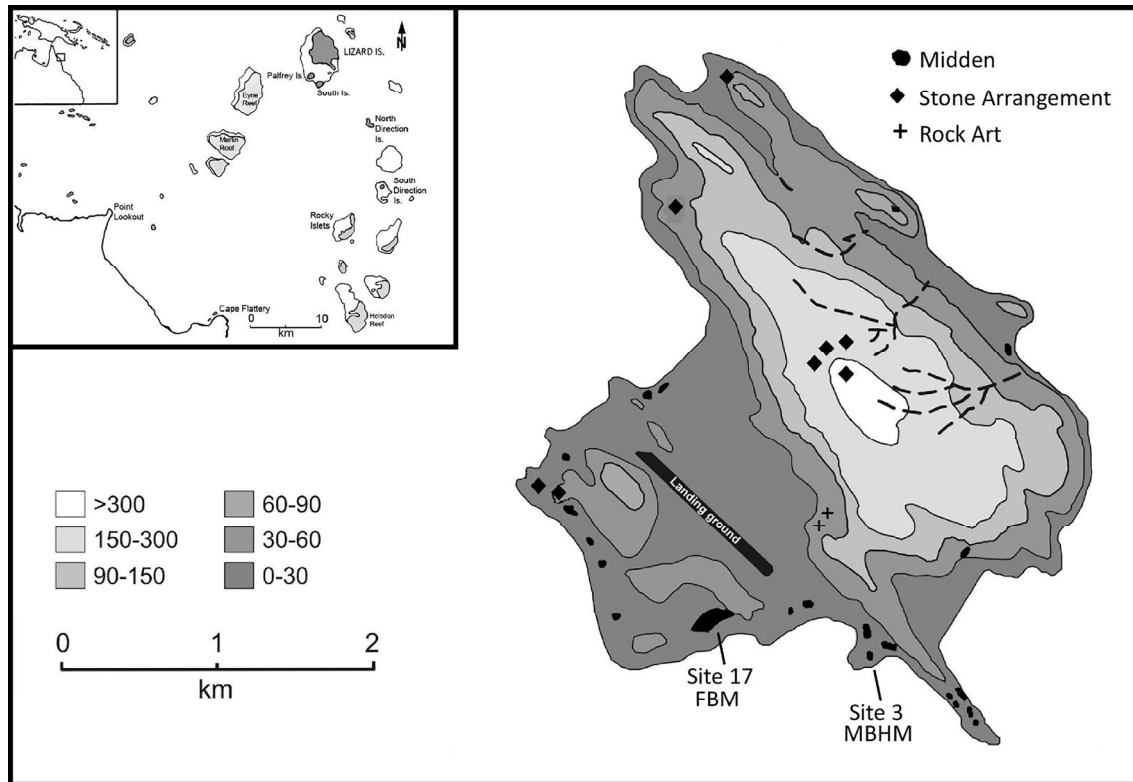 N
LIZARD IS.
Palfrey Is.
South Is.
Eyrie
Reef
North
Direction
Is.
Martin
Reef
South
Direction
Is.
Point
Lookout
Rocky
Islets
Cape Flattery
0 10
km
Helsdon
Reef
Midden
Stone Arrangement
Rock Art
Landing ground
>300
150-300
90-150
60-90
30-60
0-30
0 1 2
km
Site 17
FBM
Site 3
MBHM